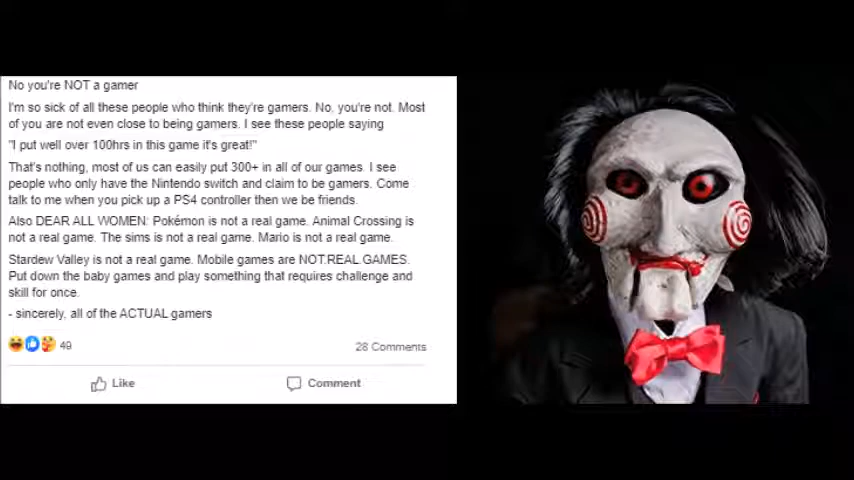 No you're NOT a gamer
I'm so sick of all these people who think they're gamers. No, you're not. Most
of you are not even close to being gamers. I see these people saying
"I put well over 100hrs in this game it's great!"
That's nothing, most of us can easily put 300+ in all of our games. I see
people who only have the Nintendo switch and claim to be gamers. Come
talk to me when you pick up a PS4 controller then we be friends.
Also DEAR ALL WOMEN: Pokémon is not a real game. Animal Crossing is
not a real game. The sims is not a real game. Mario is not a real game.
Stardew Valley is not a real game. Mobile games are NOT.REAL.GAMES.
Put down the baby games and play something that requires challenge and
skill for once.
- sincerely, all of the ACTUAL gamers
49
28 Comments
Like
Comment